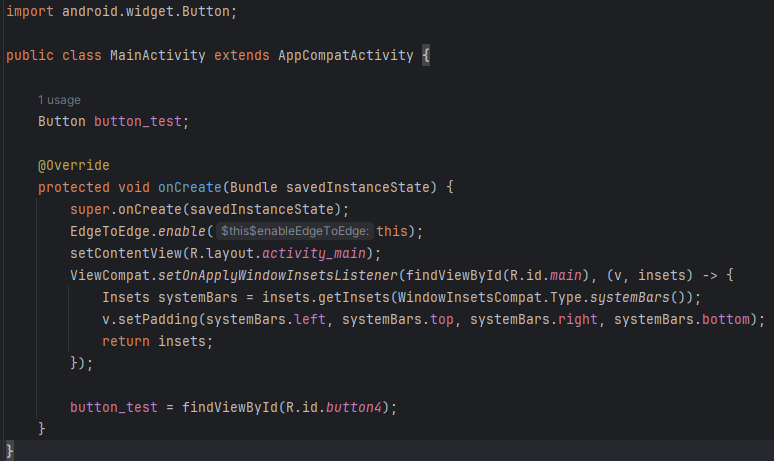 import android.widget.Button;
public class MainActivity extends AppCompatActivity {
1 usage
Button button_test;
@Override
protected void onCreate(Bundle savedInstanceState) {
super.onCreate(savedInstanceState);
EdgeToEdge.enable( $this$enableEdgeToEdge: this);
setContentView(R.layout.activity_main);
ViewCompat.setOnApplyWindowInsetsListener(findViewById(R.id.main), (v, insets) -> {
Insets systemBars = insets.getInsets(WindowInsetsCompat.Type.systemBars());
v.setPadding(systemBars.left, systemBars.top, systemBars.right, systemBars.bottom);
return insets;
});
button_test = findViewById(R.id.button4);
}
}